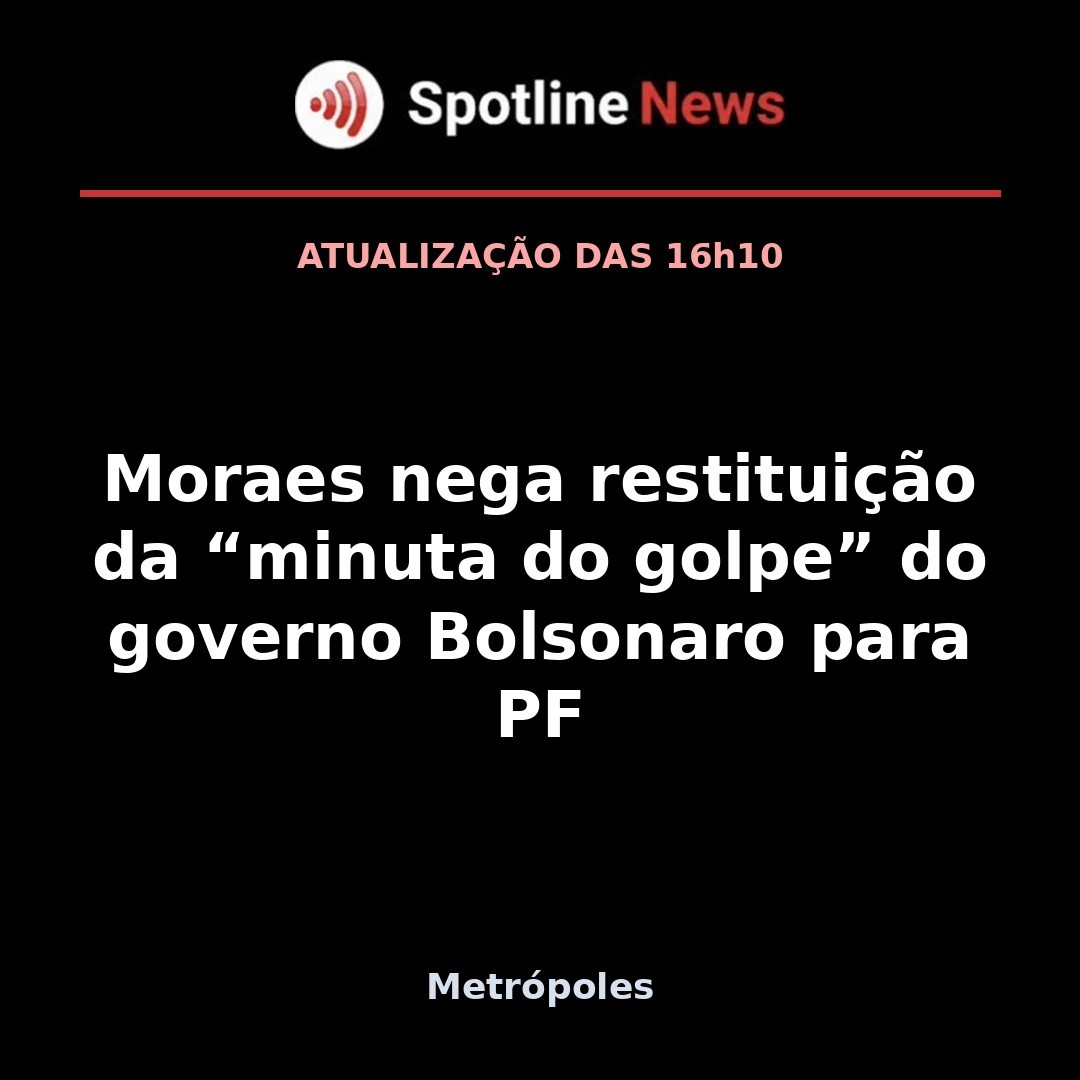 Spotline News
ATUALIZAÇÃO DAS 16h10
Moraes nega restituição
da “minuta do golpe” do
governo Bolsonaro para
PF
Metrópoles